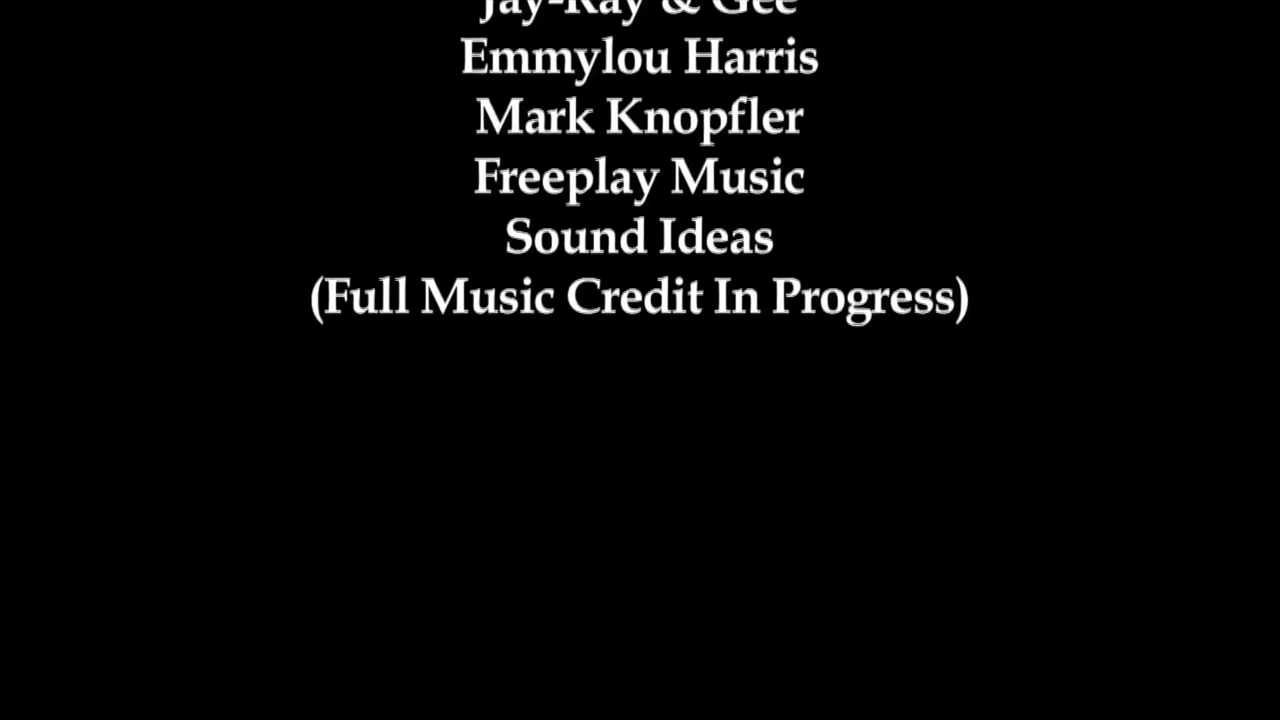 Jay-Ray & Gee
Emmylou Harris
Mark Knopfler
Freeplay Music
Sound Ideas
(Full Music Credit In Progress)